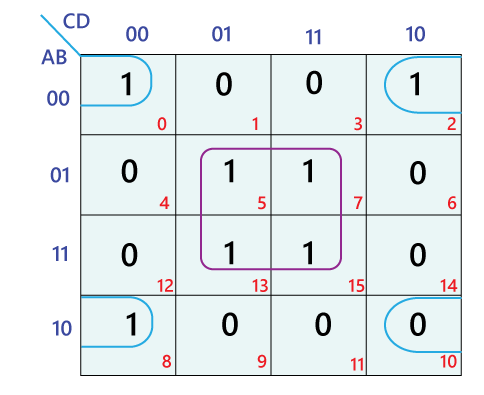 CD
00 01 11 10
AB
00 1 0 0 1
0 1 3 2
01 0 1 1 0
4 5 7 6
11 0 1 1 0
12 13 15 14
10 1 0 0 0
8 9 11 10